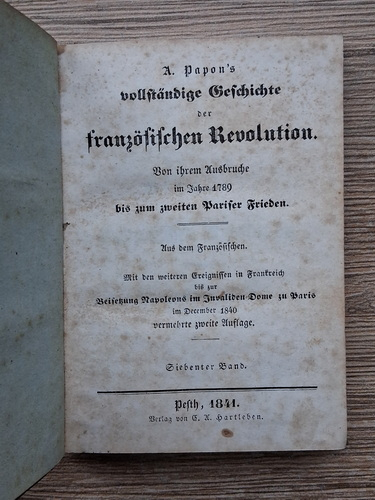 A. Papon's
vollständige Geschichte
der
französischen Revolution.
Von ihrem Ausbruche
im Jahre 1789
bis zum zweiten Pariser Frieden.
Aus dem Französischen.
Mit den weiteren Ereignissen in Frankreich
bis zur
Beisetzung Napoleons im Invaliden-Dome zu Paris
im December 1840
vermehrte zweite Auflage.
Siebenter Band.
Pesth, 1841.
Verlag von C. A. Hartleben.